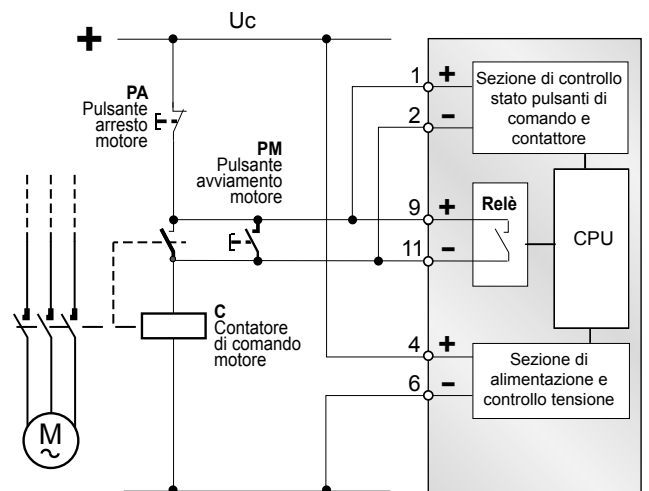 +
Uc
PA
Pulsante
arresto
motore
PM
Pulsante
avviamento
motore
C
Contatore
di comando
motore
M
~
1 +
2 −
Sezione di controllo
stato pulsanti di
comando e
contattore
9 +
11 −
Relè
CPU
4 +
6 −
Sezione di
alimentazione e
controllo tensione